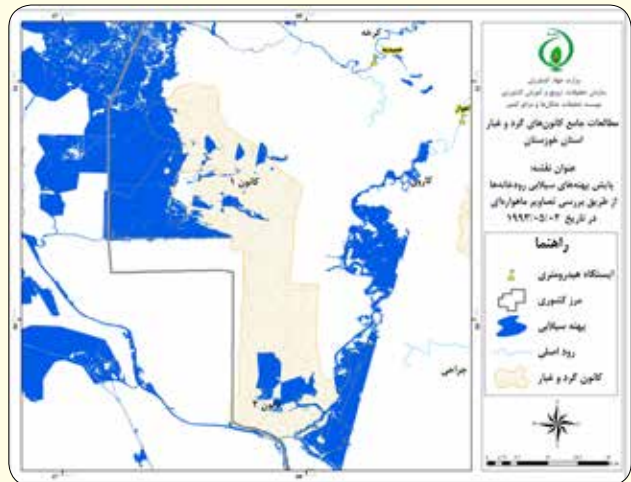 وزارت جهاد کشاورزی
سازمان تحقیقات، ترویج و آموزش کشاورزی
موسسه تحقیقات جنگل‌ها و مراتع کشور
مطالعات جامع کانون‌های گرد و غبار
استان خوزستان
عنوان نقشه:
پایش پهنه‌های سیلابی رودخانه‌ها
از طریق بررسی تصاویر ماهواره‌ای
در تاریخ ۱۹۹۳/۰۵/۰۲
راهنما
ایستگاه هیدرومتری
مرز کشوری
پهنه سیلابی
رود اصلی
کانون گرد و غبار
کرخه
حمیدیه
اهواز
کارون
کانون ۱
جراحی
کانون ۲